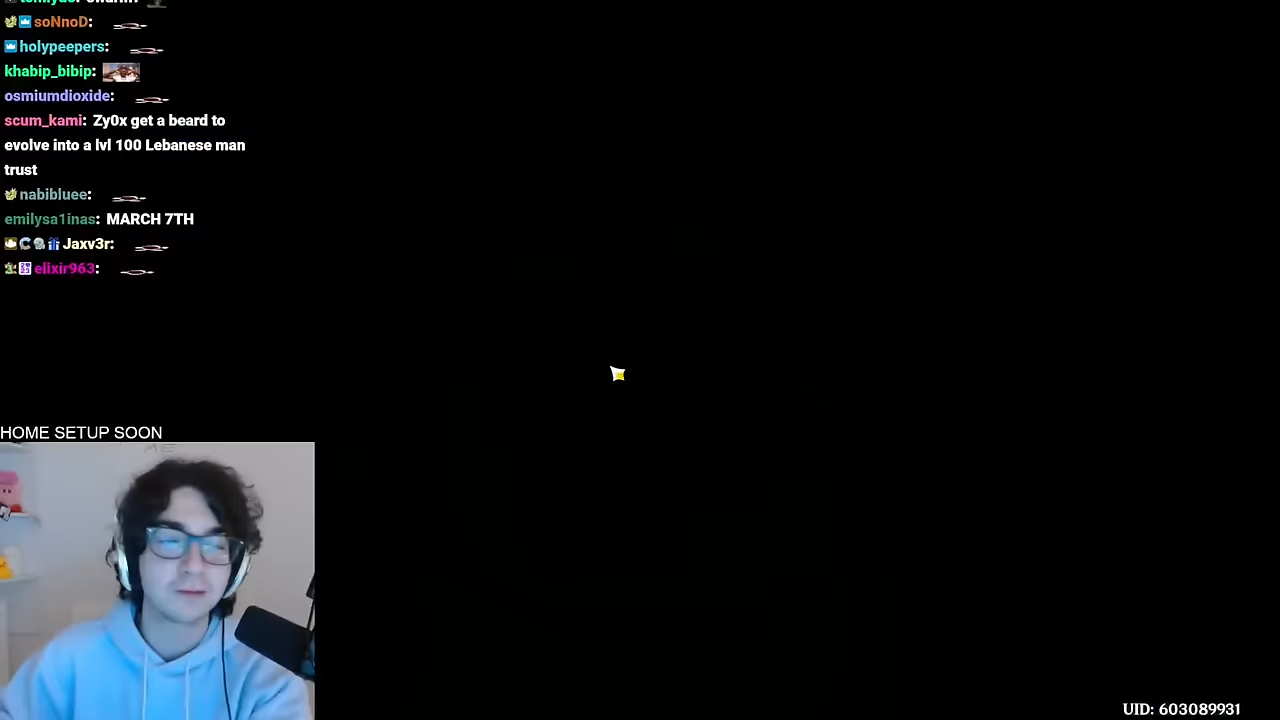 soNnoD:
holypeepers:
khabip_bibip:
osmiumdioxide:
scum_kami: Zy0x get a beard to
evolve into a lvl 100 Lebanese man
trust
nabibluee:
emilysa1inas: MARCH 7TH
Jaxv3r:
elixir963:
HOME SETUP SOON
ME
UID: 603089931